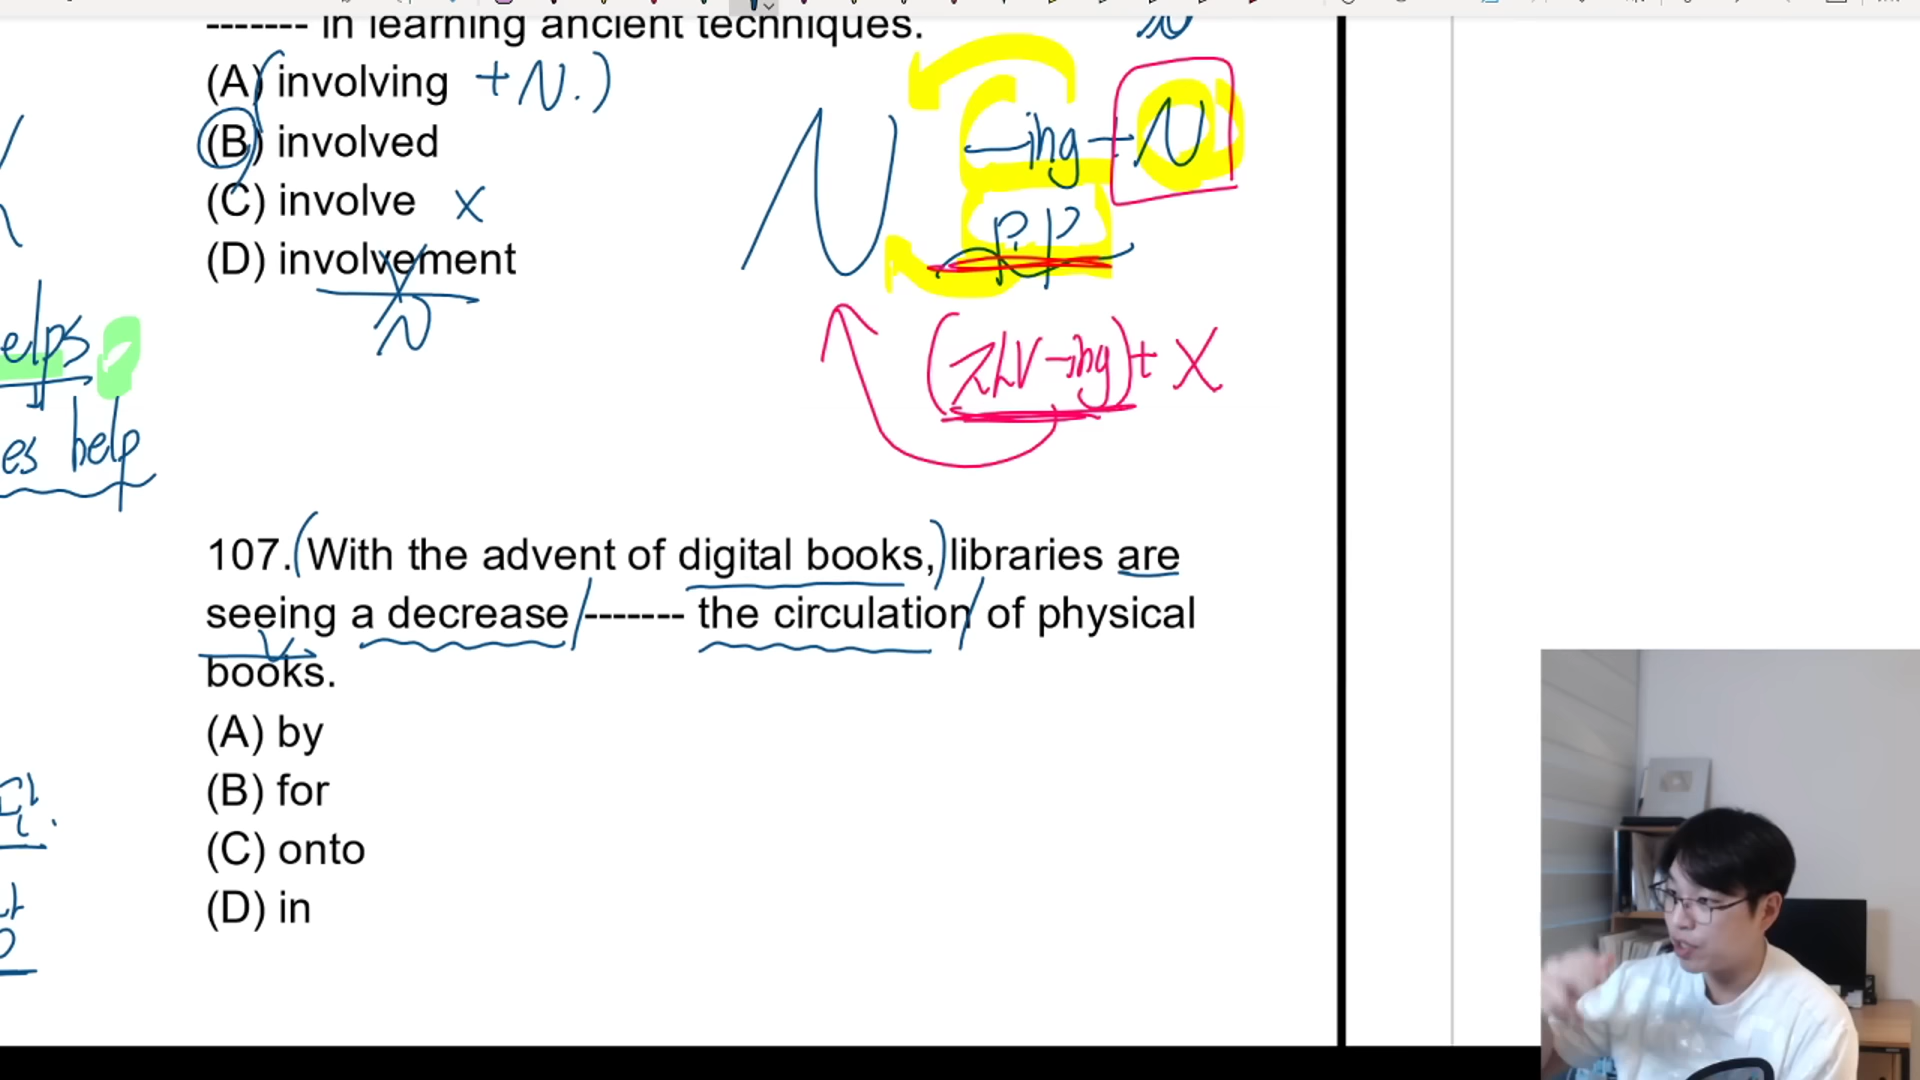 ------- in learning ancient techniques.
(A) involving + N.)
(B) involved
(C) involve X
(D) involvement
N
N
-ing + N
p.p
(자V-ing) + X
elps
es help
107. (With the advent of digital books,) libraries are
seeing a decrease / ------- the circulation / of physical
V
books.
(A) by
(B) for
(C) onto
(D) in